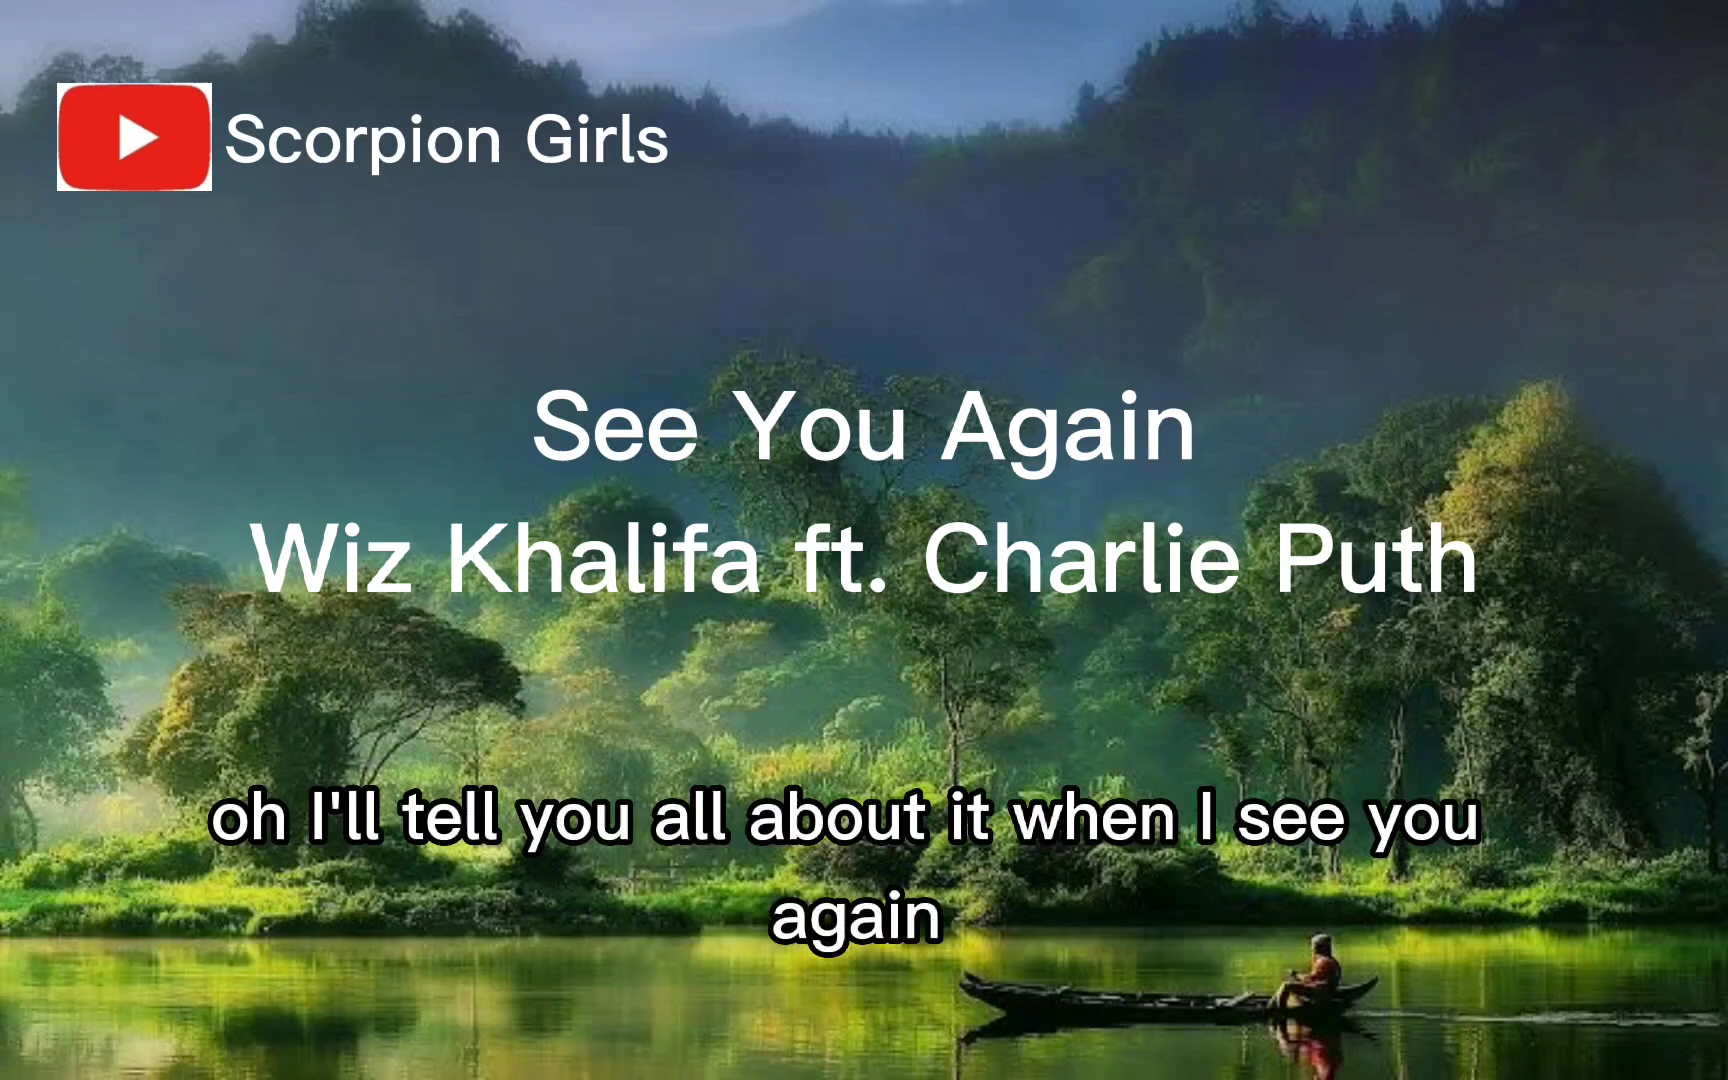 Scorpion Girls
See You Again
Wiz Khalifa ft. Charlie Puth
oh I'll tell you all about it when I see you
again